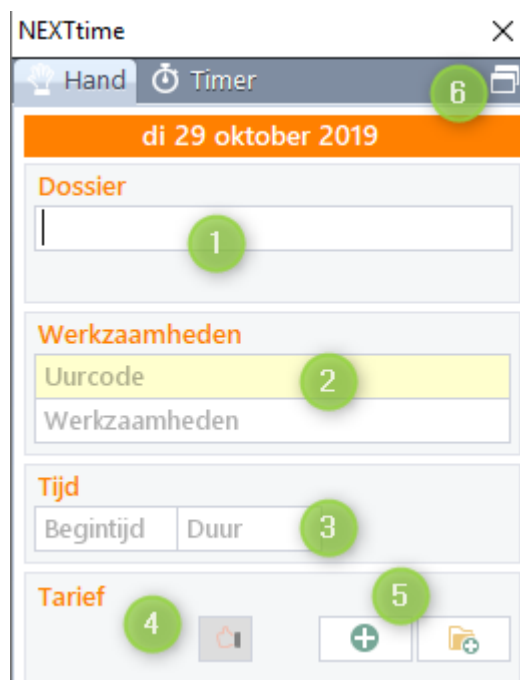 NEXTtime
Hand Timer 6
di 29 oktober 2019
Dossier
1
Werkzaamheden
Uurcode 2
Werkzaamheden
Tijd
Begintijd Duur 3
Tarief 4 5